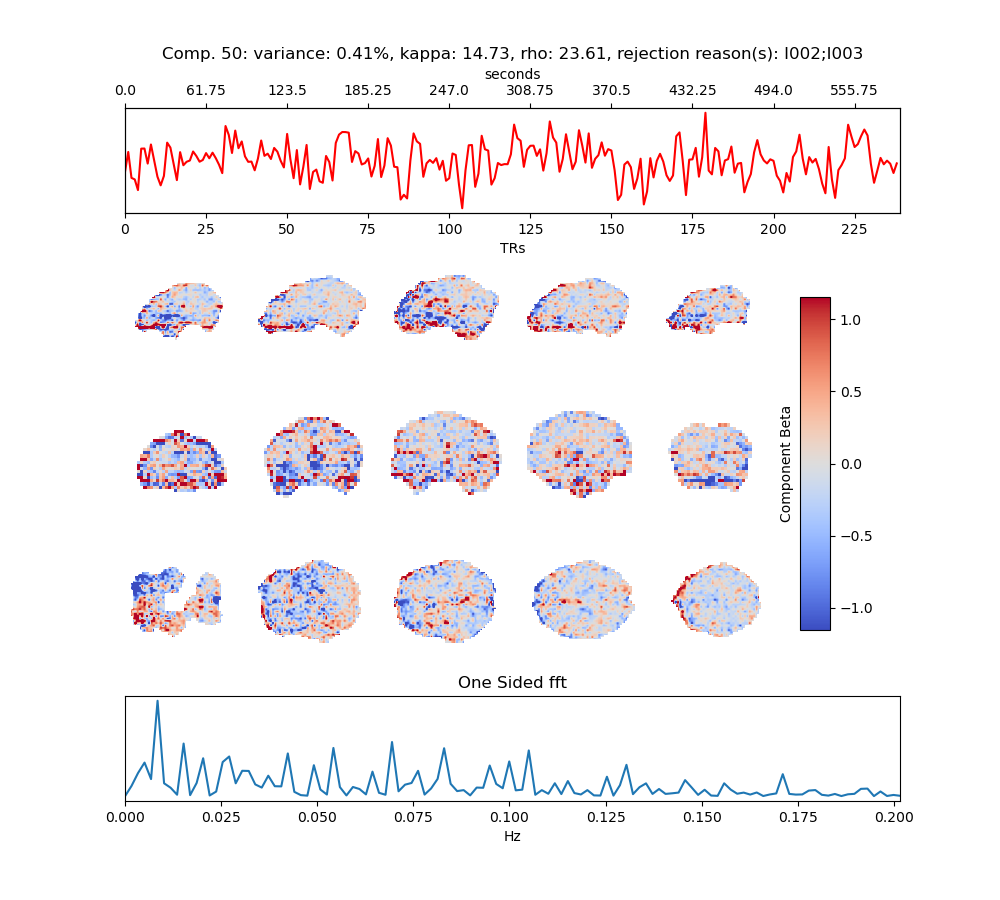 Comp. 50: variance: 0.41%, kappa: 14.73, rho: 23.61, rejection reason(s): I002;I003
seconds
0.0 61.75 123.5 185.25 247.0 308.75 370.5 432.25 494.0 555.75
0 25 50 75 100 125 150 175 200 225
TRs
1.0
0.5
0.0
−0.5
−1.0
Component Beta
One Sided fft
0.000 0.025 0.050 0.075 0.100 0.125 0.150 0.175 0.200
Hz